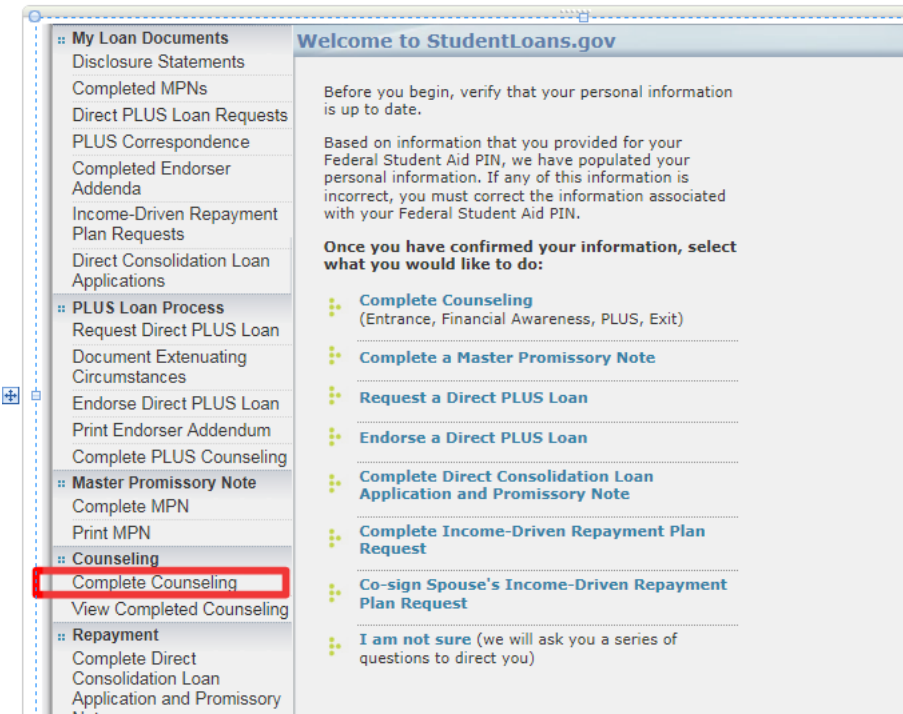 My Loan Documents
Disclosure Statements
Completed MPNs
Direct PLUS Loan Requests
PLUS Correspondence
Completed Endorser
Addenda
Income-Driven Repayment
Plan Requests
Direct Consolidation Loan
Applications
PLUS Loan Process
Request Direct PLUS Loan
Document Extenuating
Circumstances
Endorse Direct PLUS Loan
Print Endorser Addendum
Complete PLUS Counseling
Master Promissory Note
Complete MPN
Print MPN
Counseling
Complete Counseling
View Completed Counseling
Repayment
Complete Direct
Consolidation Loan
Application and Promissory
Welcome to StudentLoans.gov
Before you begin, verify that your personal information
is up to date.
Based on information that you provided for your
Federal Student Aid PIN, we have populated your
personal information. If any of this information is
incorrect, you must correct the information associated
with your Federal Student Aid PIN.
Once you have confirmed your information, select
what you would like to do:
Complete Counseling
(Entrance, Financial Awareness, PLUS, Exit)
Complete a Master Promissory Note
Request a Direct PLUS Loan
Endorse a Direct PLUS Loan
Complete Direct Consolidation Loan
Application and Promissory Note
Complete Income-Driven Repayment Plan
Request
Co-sign Spouse's Income-Driven Repayment
Plan Request
I am not sure (we will ask you a series of
questions to direct you)